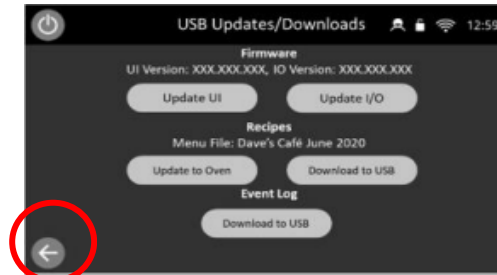 USB Updates/Downloads 12:59
Firmware
UI Version: XXX.XXX.XXX, IO Version: XXX.XXX.XXX
Update UI Update I/O
Recipes
Menu File: Dave's Café June 2020
Update to Oven Download to USB
Event Log
Download to USB